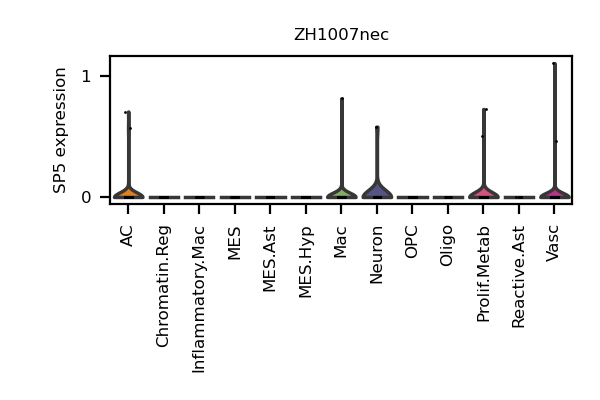 ZH1007nec
SP5 expression
1
0
AC
Chromatin.Reg
Inflammatory.Mac
MES
MES.Ast
MES.Hyp
Mac
Neuron
OPC
Oligo
Prolif.Metab
Reactive.Ast
Vasc